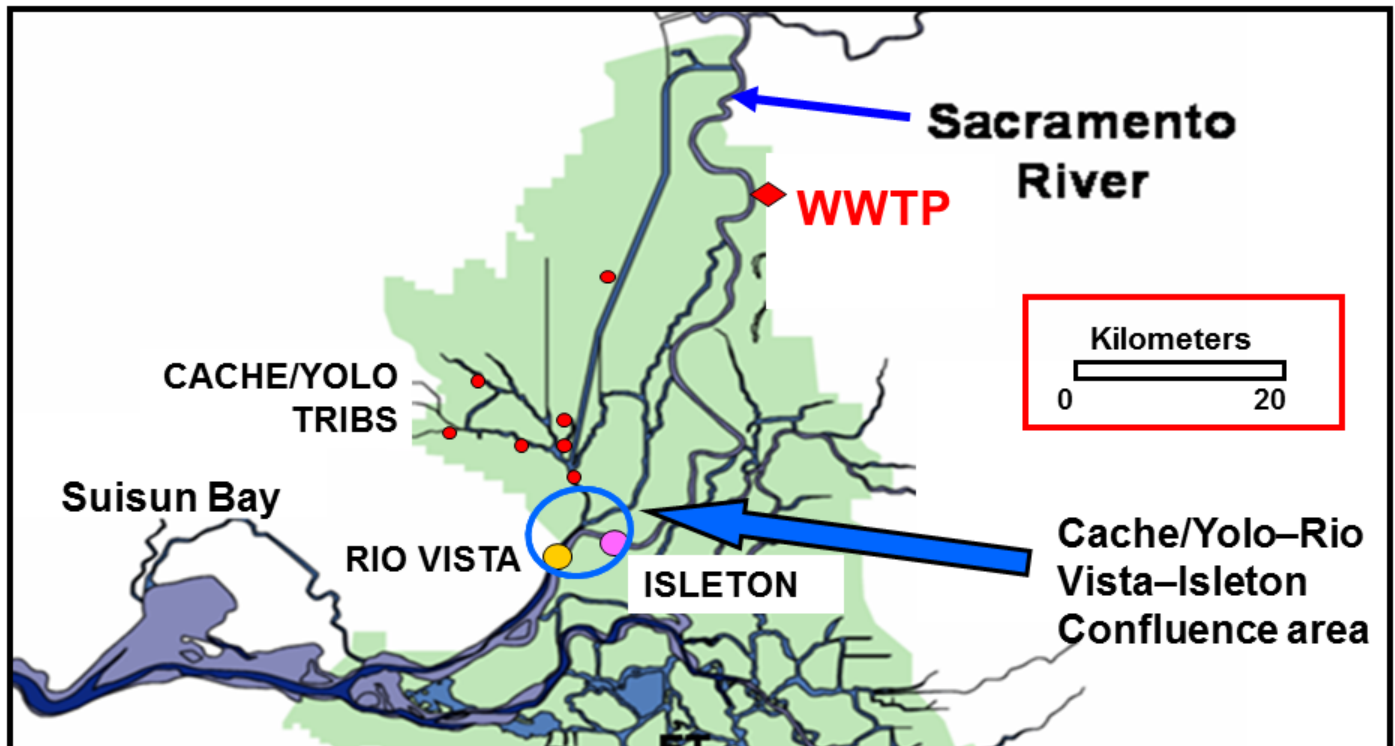 Sacramento
River
WWTP
Kilometers
0 20
CACHE/YOLO
TRIBS
Suisun Bay
RIO VISTA
ISLETON
Cache/Yolo–Rio
Vista–Isleton
Confluence area